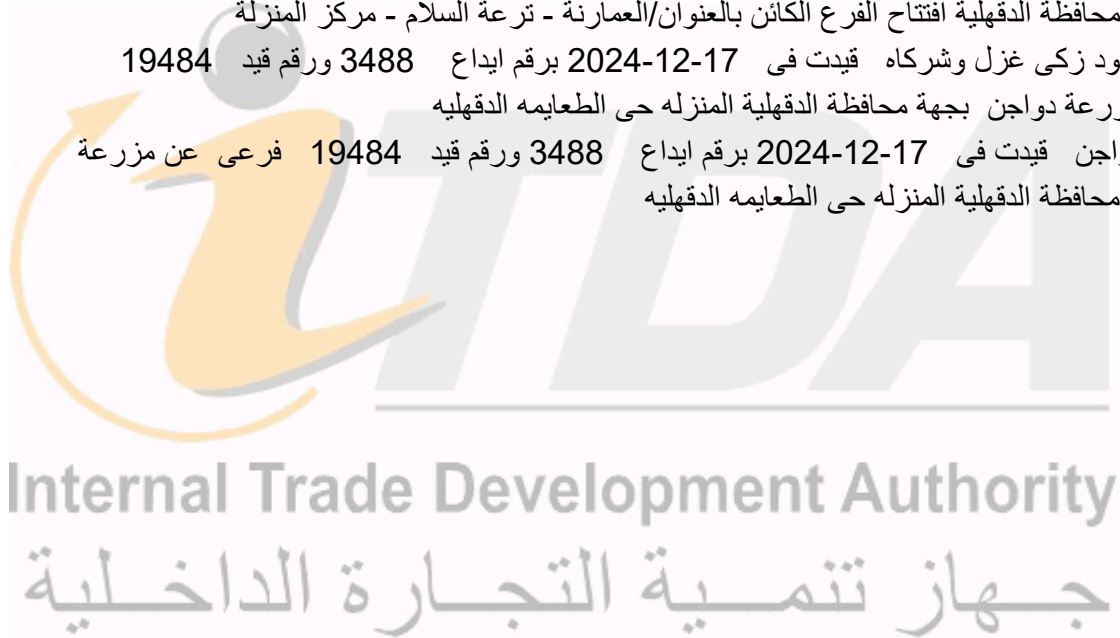 محافظة الدقهلية افتتاح الفرع الكائن بالعنوان/العمارنة - ترعة السلام - مركز المنزلة
ود زكى غزل وشركاه قيدت فى 17-12-2024 برقم ايداع 3488 ورقم قيد 19484
زرعة دواجن بجهة محافظة الدقهلية المنزله حى الطعايمه الدقهليه
اجن قيدت فى 17-12-2024 برقم ايداع 3488 ورقم قيد 19484 فرعى عن مزرعة
محافظة الدقهلية المنزله حى الطعايمه الدقهليه
iTDA
Internal Trade Development Authority
جهاز تنمية التجارة الداخلية